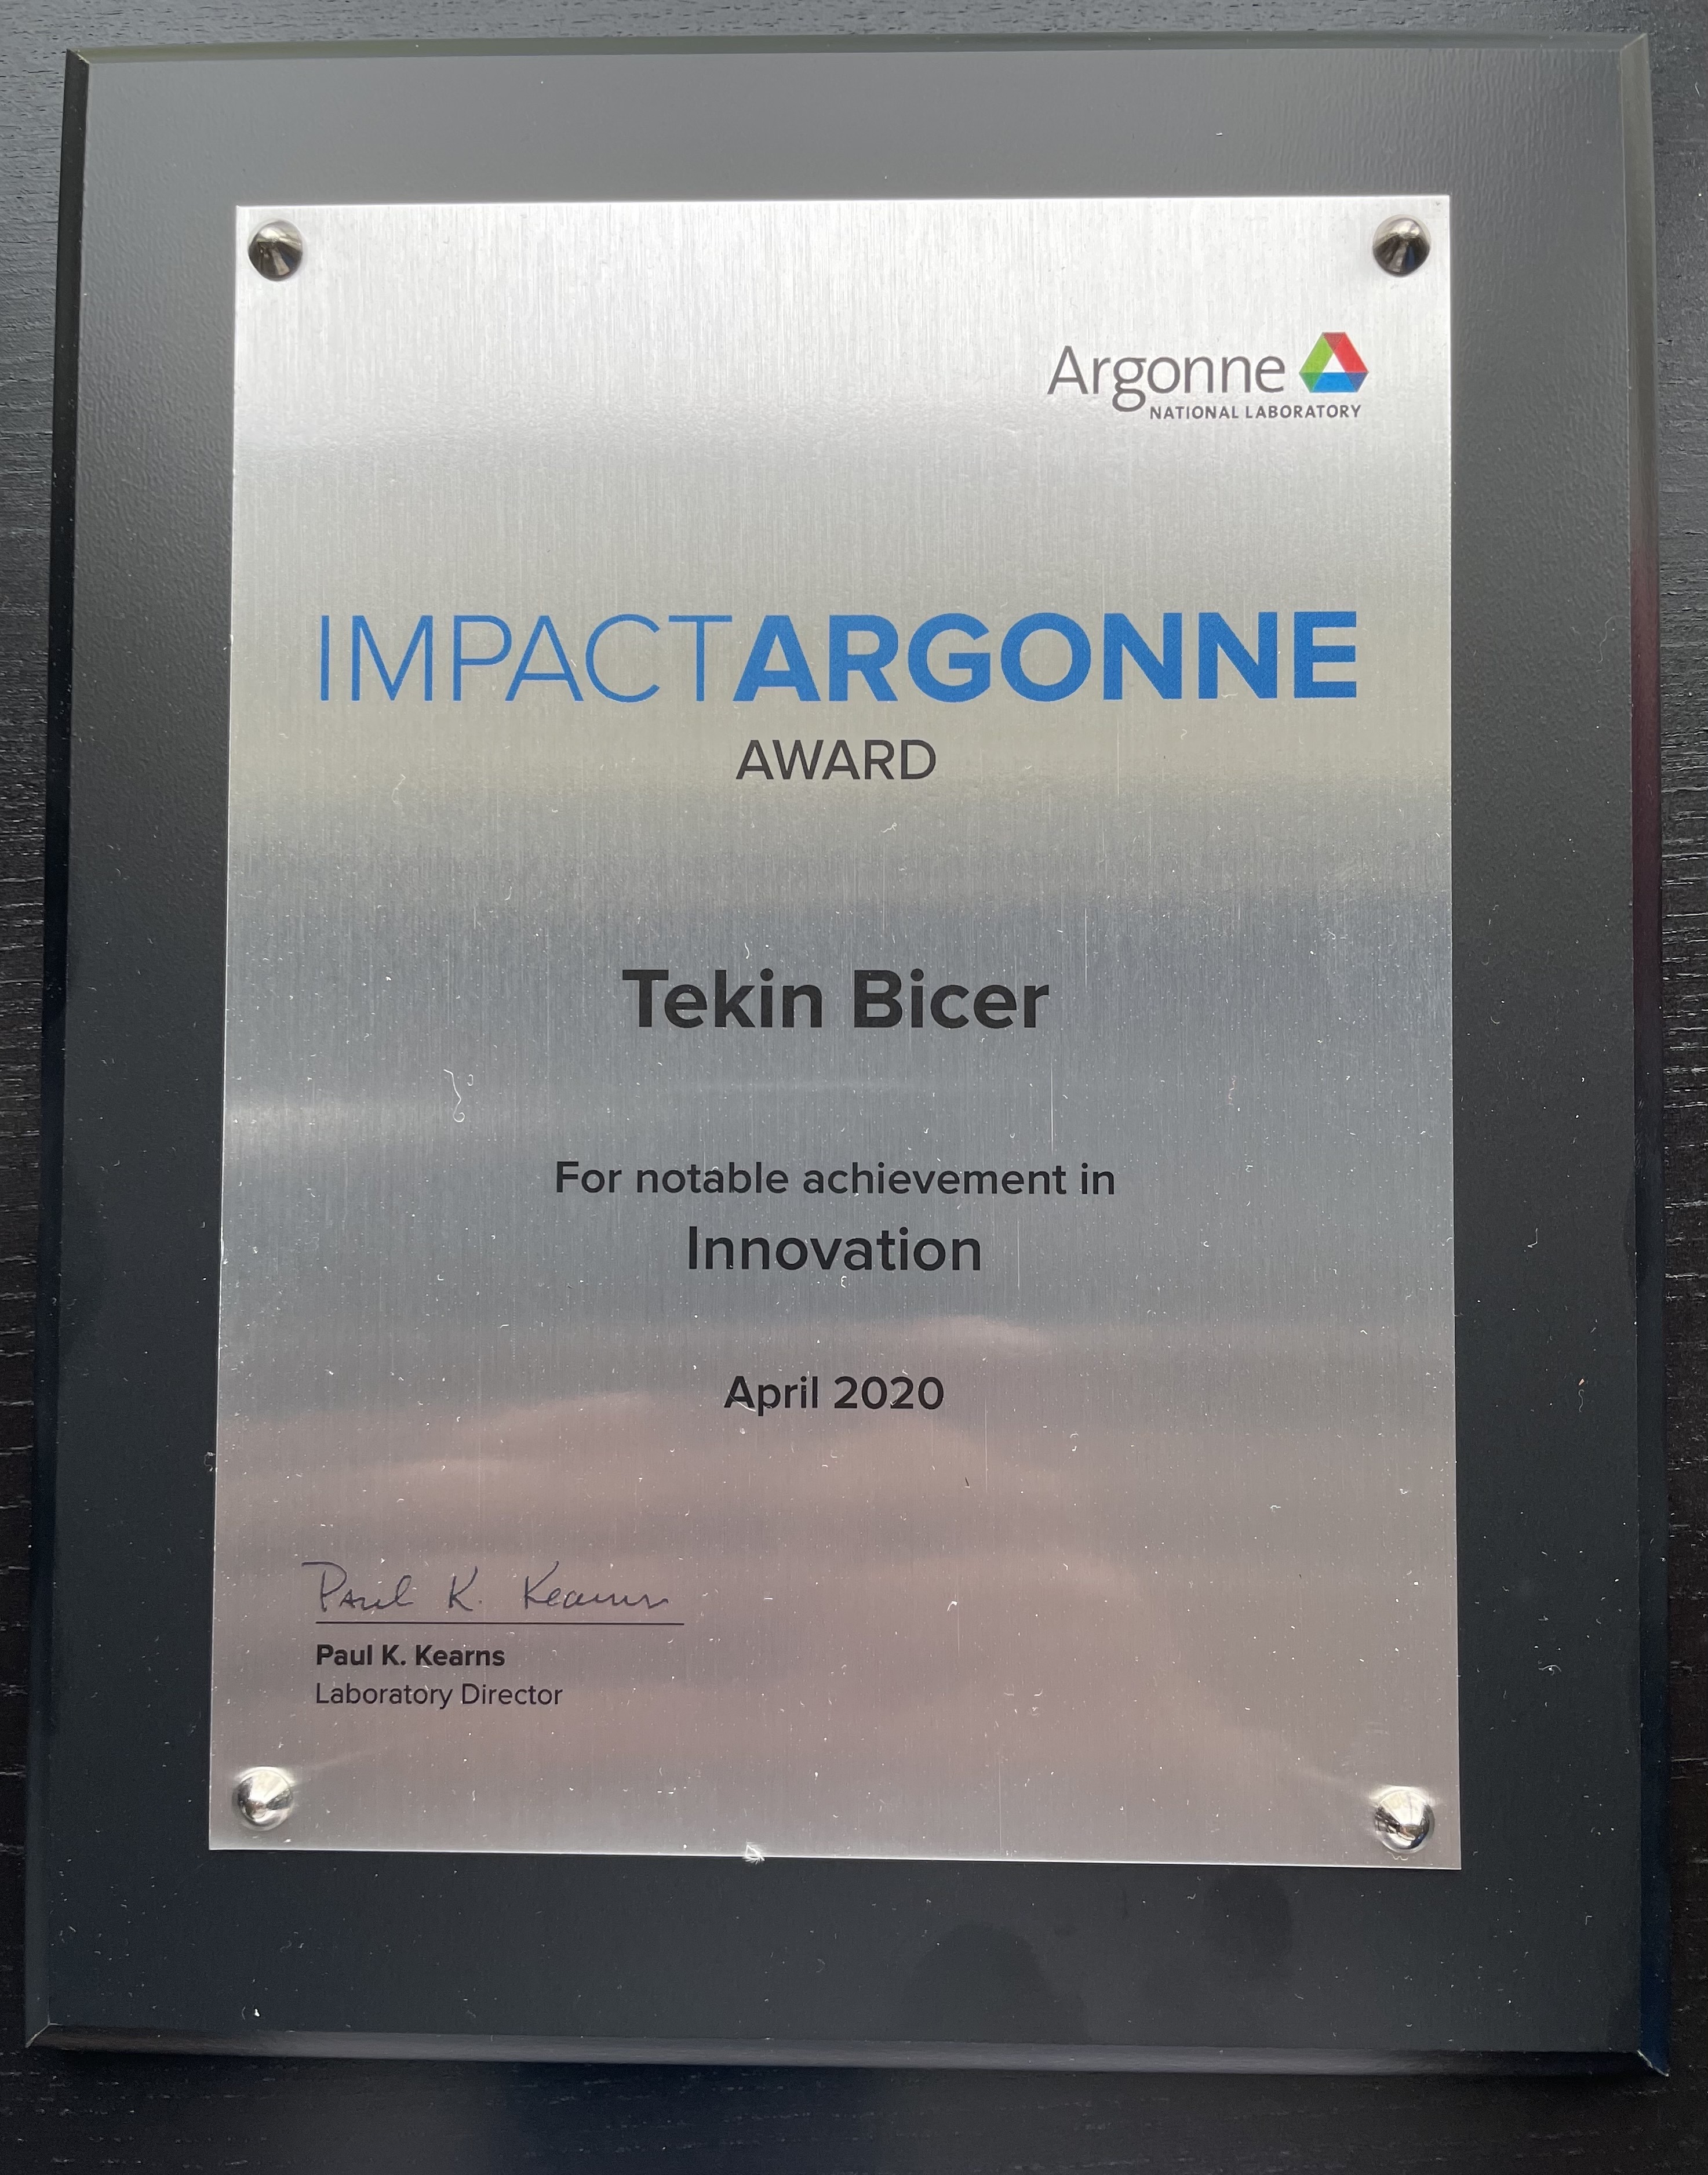 Argonne
NATIONAL LABORATORY
IMPACTARGONNE
AWARD
Tekin Bicer
For notable achievement in
Innovation
April 2020
Paul K. Kearns
Paul K. Kearns
Laboratory Director